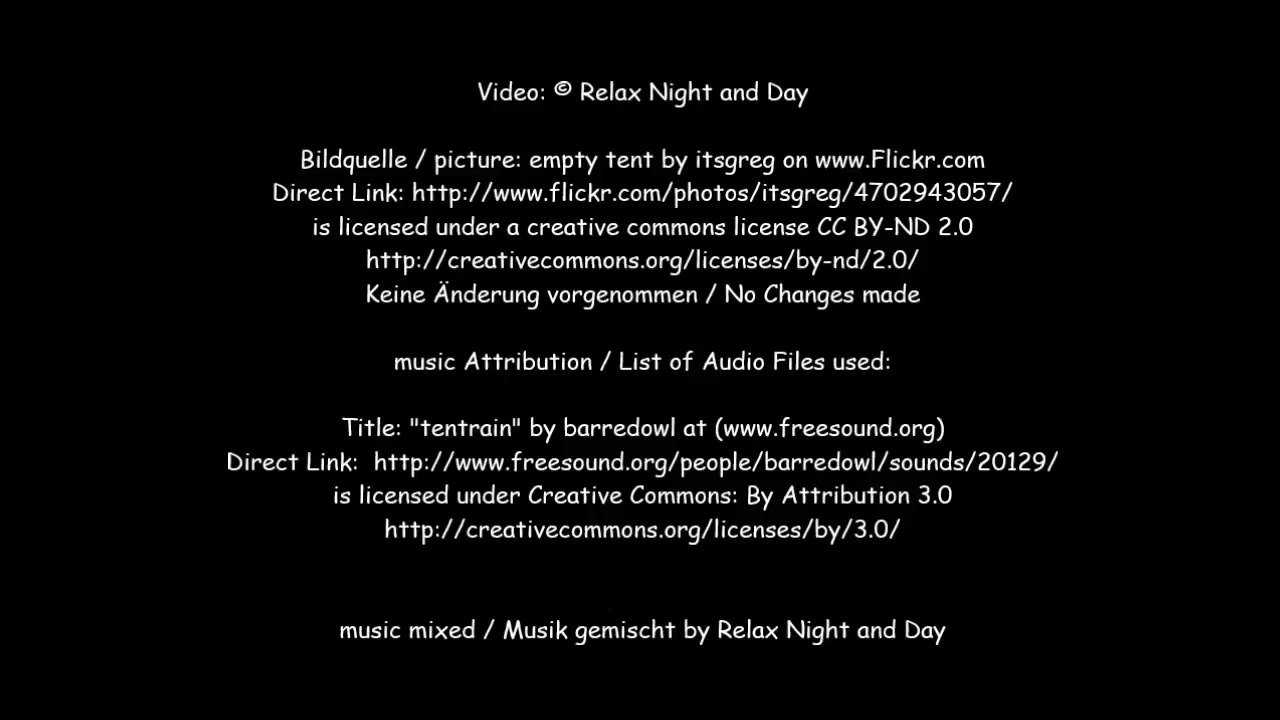 Video: © Relax Night and Day
Bildquelle / picture: empty tent by itsgreg on www.Flickr.com
Direct Link: http://www.flickr.com/photos/itsgreg/4702943057/
is licensed under a creative commons license CC BY-ND 2.0
http://creativecommons.org/licenses/by-nd/2.0/
Keine Änderung vorgenommen / No Changes made
music Attribution / List of Audio Files used:
Title: "tentrain" by barredowl at (www.freesound.org)
Direct Link:  http://www.freesound.org/people/barredowl/sounds/20129/
is licensed under Creative Commons: By Attribution 3.0
http://creativecommons.org/licenses/by/3.0/
music mixed / Musik gemischt by Relax Night and Day